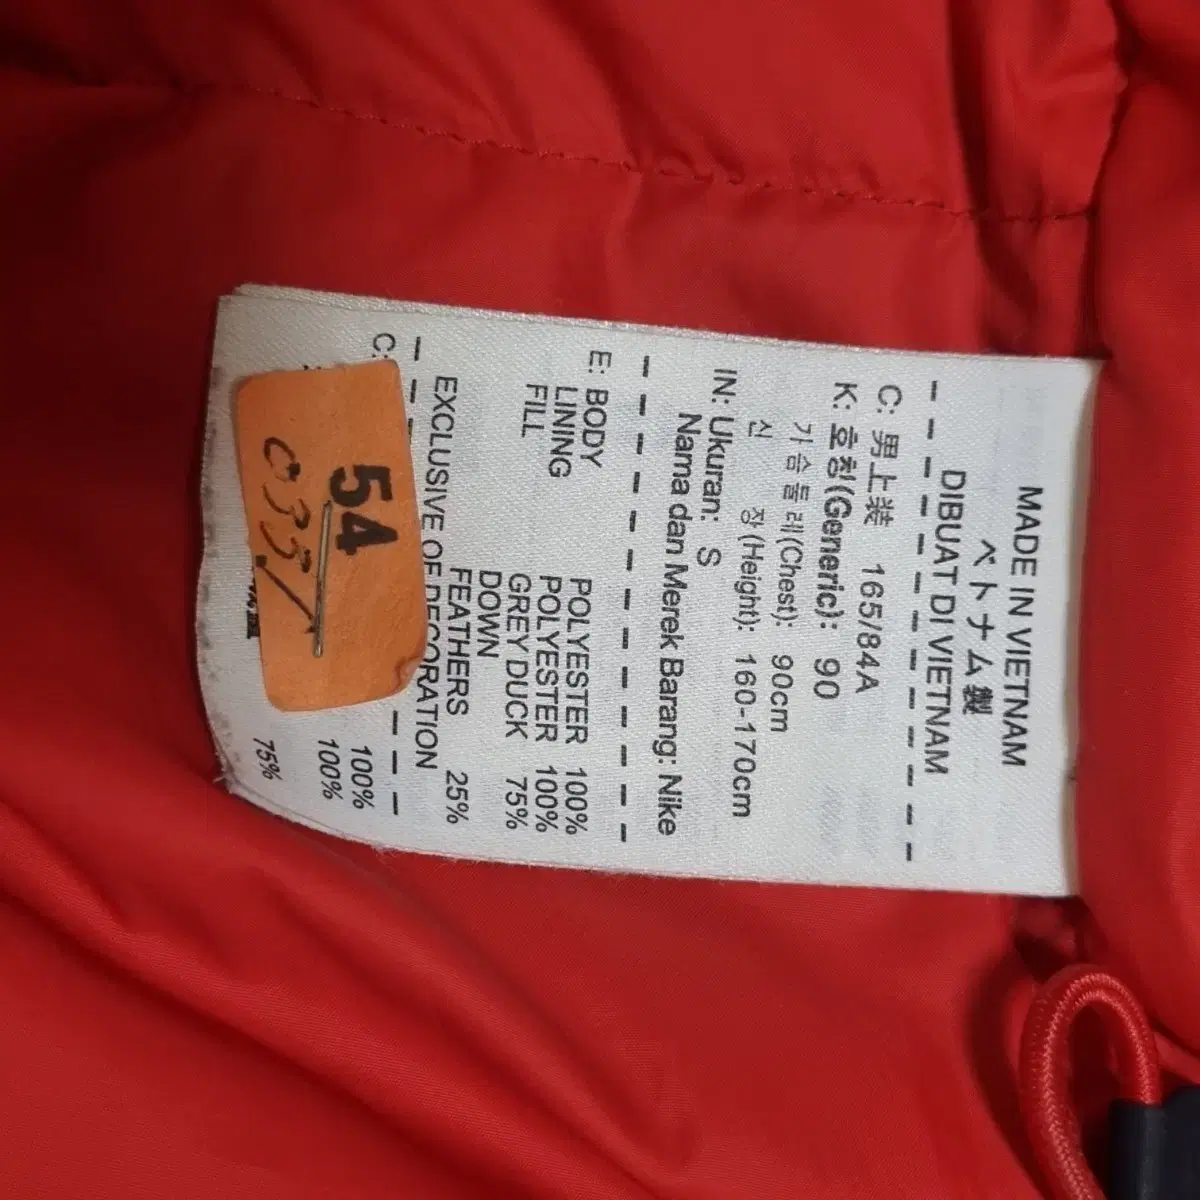 MADE IN VIETNAM
ベトナム製
DIBUAT DI VIETNAM
C: 男上装 165/84A
K: 호칭(Generic): 90
가슴둘레(Chest): 90cm
신 장(Height): 160-170cm
IN: Ukuran: S
Nama dan Merek Barang: Nike
E: BODY POLYESTER 100%
LINING POLYESTER 100%
FILL GREY DUCK 75%
DOWN
FEATHERS 25%
EXCLUSIVE OF DECORATION
C:
100%
100%
75%
54